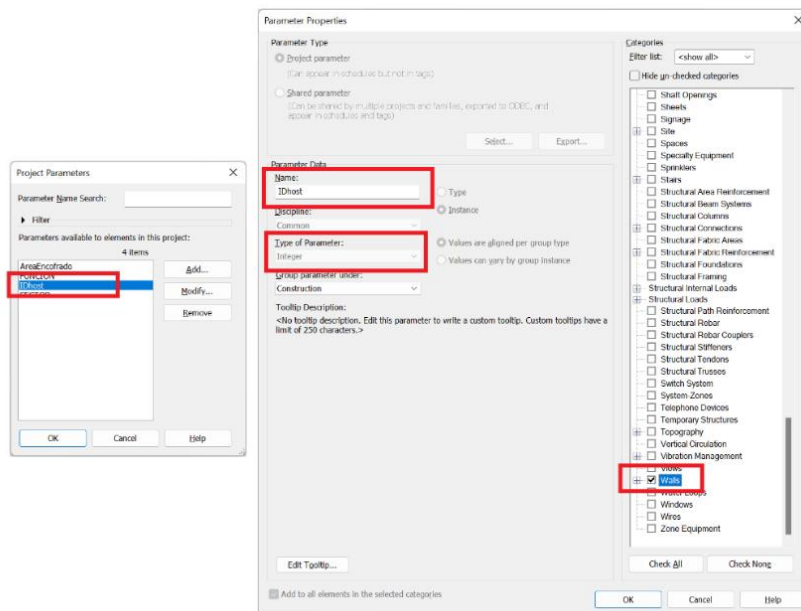 Project Parameters
Parameter Name Search:
Filter
Parameters available to elements in this project:
4 items
AreaEncofrado
FUNCION
IDhost
Add...
Modify...
Remove
OK
Cancel
Help
Parameter Properties
Parameter Type
Project parameter
(Can appear in schedules but not in tags)
Shared parameter
(Can be shared by multiple projects and families, exported to ODBC, and
appear in schedules and tags)
Select...
Export...
Parameter Data
Name:
IDhost
Type
Discipline:
Instance
Common
Type of Parameter:
Values are aligned per group type
Integer
Values can vary by group instance
Group parameter under:
Construction
Tooltip Description:
<No tooltip description. Edit this parameter to write a custom tooltip. Custom tooltips have a
limit of 250 characters.>
Edit Tooltip...
Add to all elements in the selected categories
Categories
Filter list:
<show all>
Hide un-checked categories
Shaft Openings
Sheets
Signage
Site
Spaces
Specialty Equipment
Sprinklers
Stairs
Structural Area Reinforcement
Structural Beam Systems
Structural Columns
Structural Connections
Structural Fabric Areas
Structural Fabric Reinforcement
Structural Foundations
Structural Framing
Structural Internal Loads
Structural Loads
Structural Path Reinforcement
Structural Rebar
Structural Rebar Couplers
Structural Stiffeners
Structural Tendons
Structural Trusses
Switch System
System Zones
Telephone Devices
Temporary Structures
Topography
Vertical Circulation
Vibration Management
Views
Walls
Windows
Wires
Zone Equipment
Check All
Check None
OK
Cancel
Help